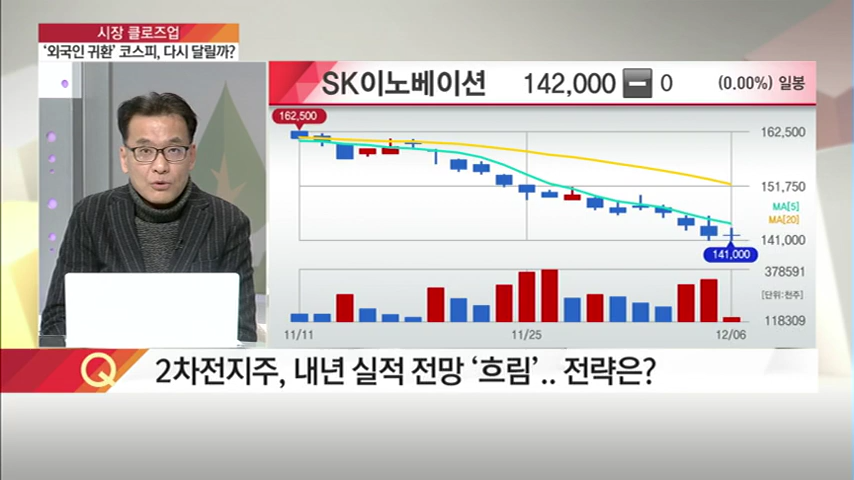 시장 클로즈업
‘외국인 귀환’ 코스피, 다시 달릴까?
SK이노베이션 142,000 0 (0.00%) 일봉
162,500
162,500
151,750
MA[5]
MA[20]
141,000
141,000
378591
[단위:천주]
118309
11/11 11/25 12/06
Q 2차전지주, 내년 실적 전망 ‘흐림’.. 전략은?